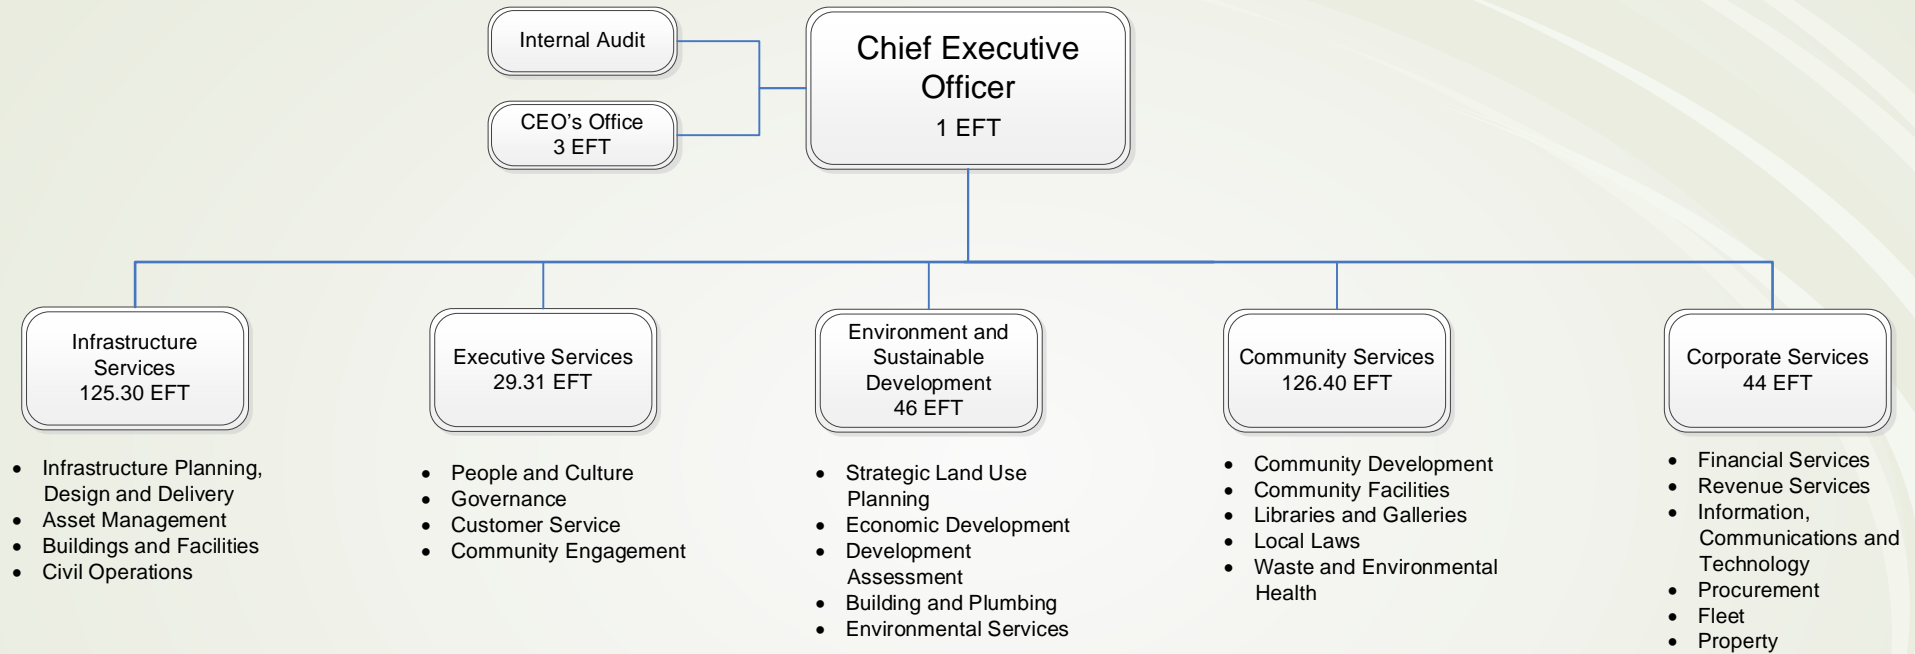 Internal Audit
CEO’s Office
3 EFT
Chief Executive
Officer
1 EFT
Infrastructure
Services
125.30 EFT
• Infrastructure Planning,
Design and Delivery
• Asset Management
• Buildings and Facilities
• Civil Operations
Executive Services
29.31 EFT
• People and Culture
• Governance
• Customer Service
• Community Engagement
Environment and
Sustainable
Development
46 EFT
• Strategic Land Use
Planning
• Economic Development
• Development
Assessment
• Building and Plumbing
• Environmental Services
Community Services
126.40 EFT
• Community Development
• Community Facilities
• Libraries and Galleries
• Local Laws
• Waste and Environmental
Health
Corporate Services
44 EFT
• Financial Services
• Revenue Services
• Information,
Communications and
Technology
• Procurement
• Fleet
• Property